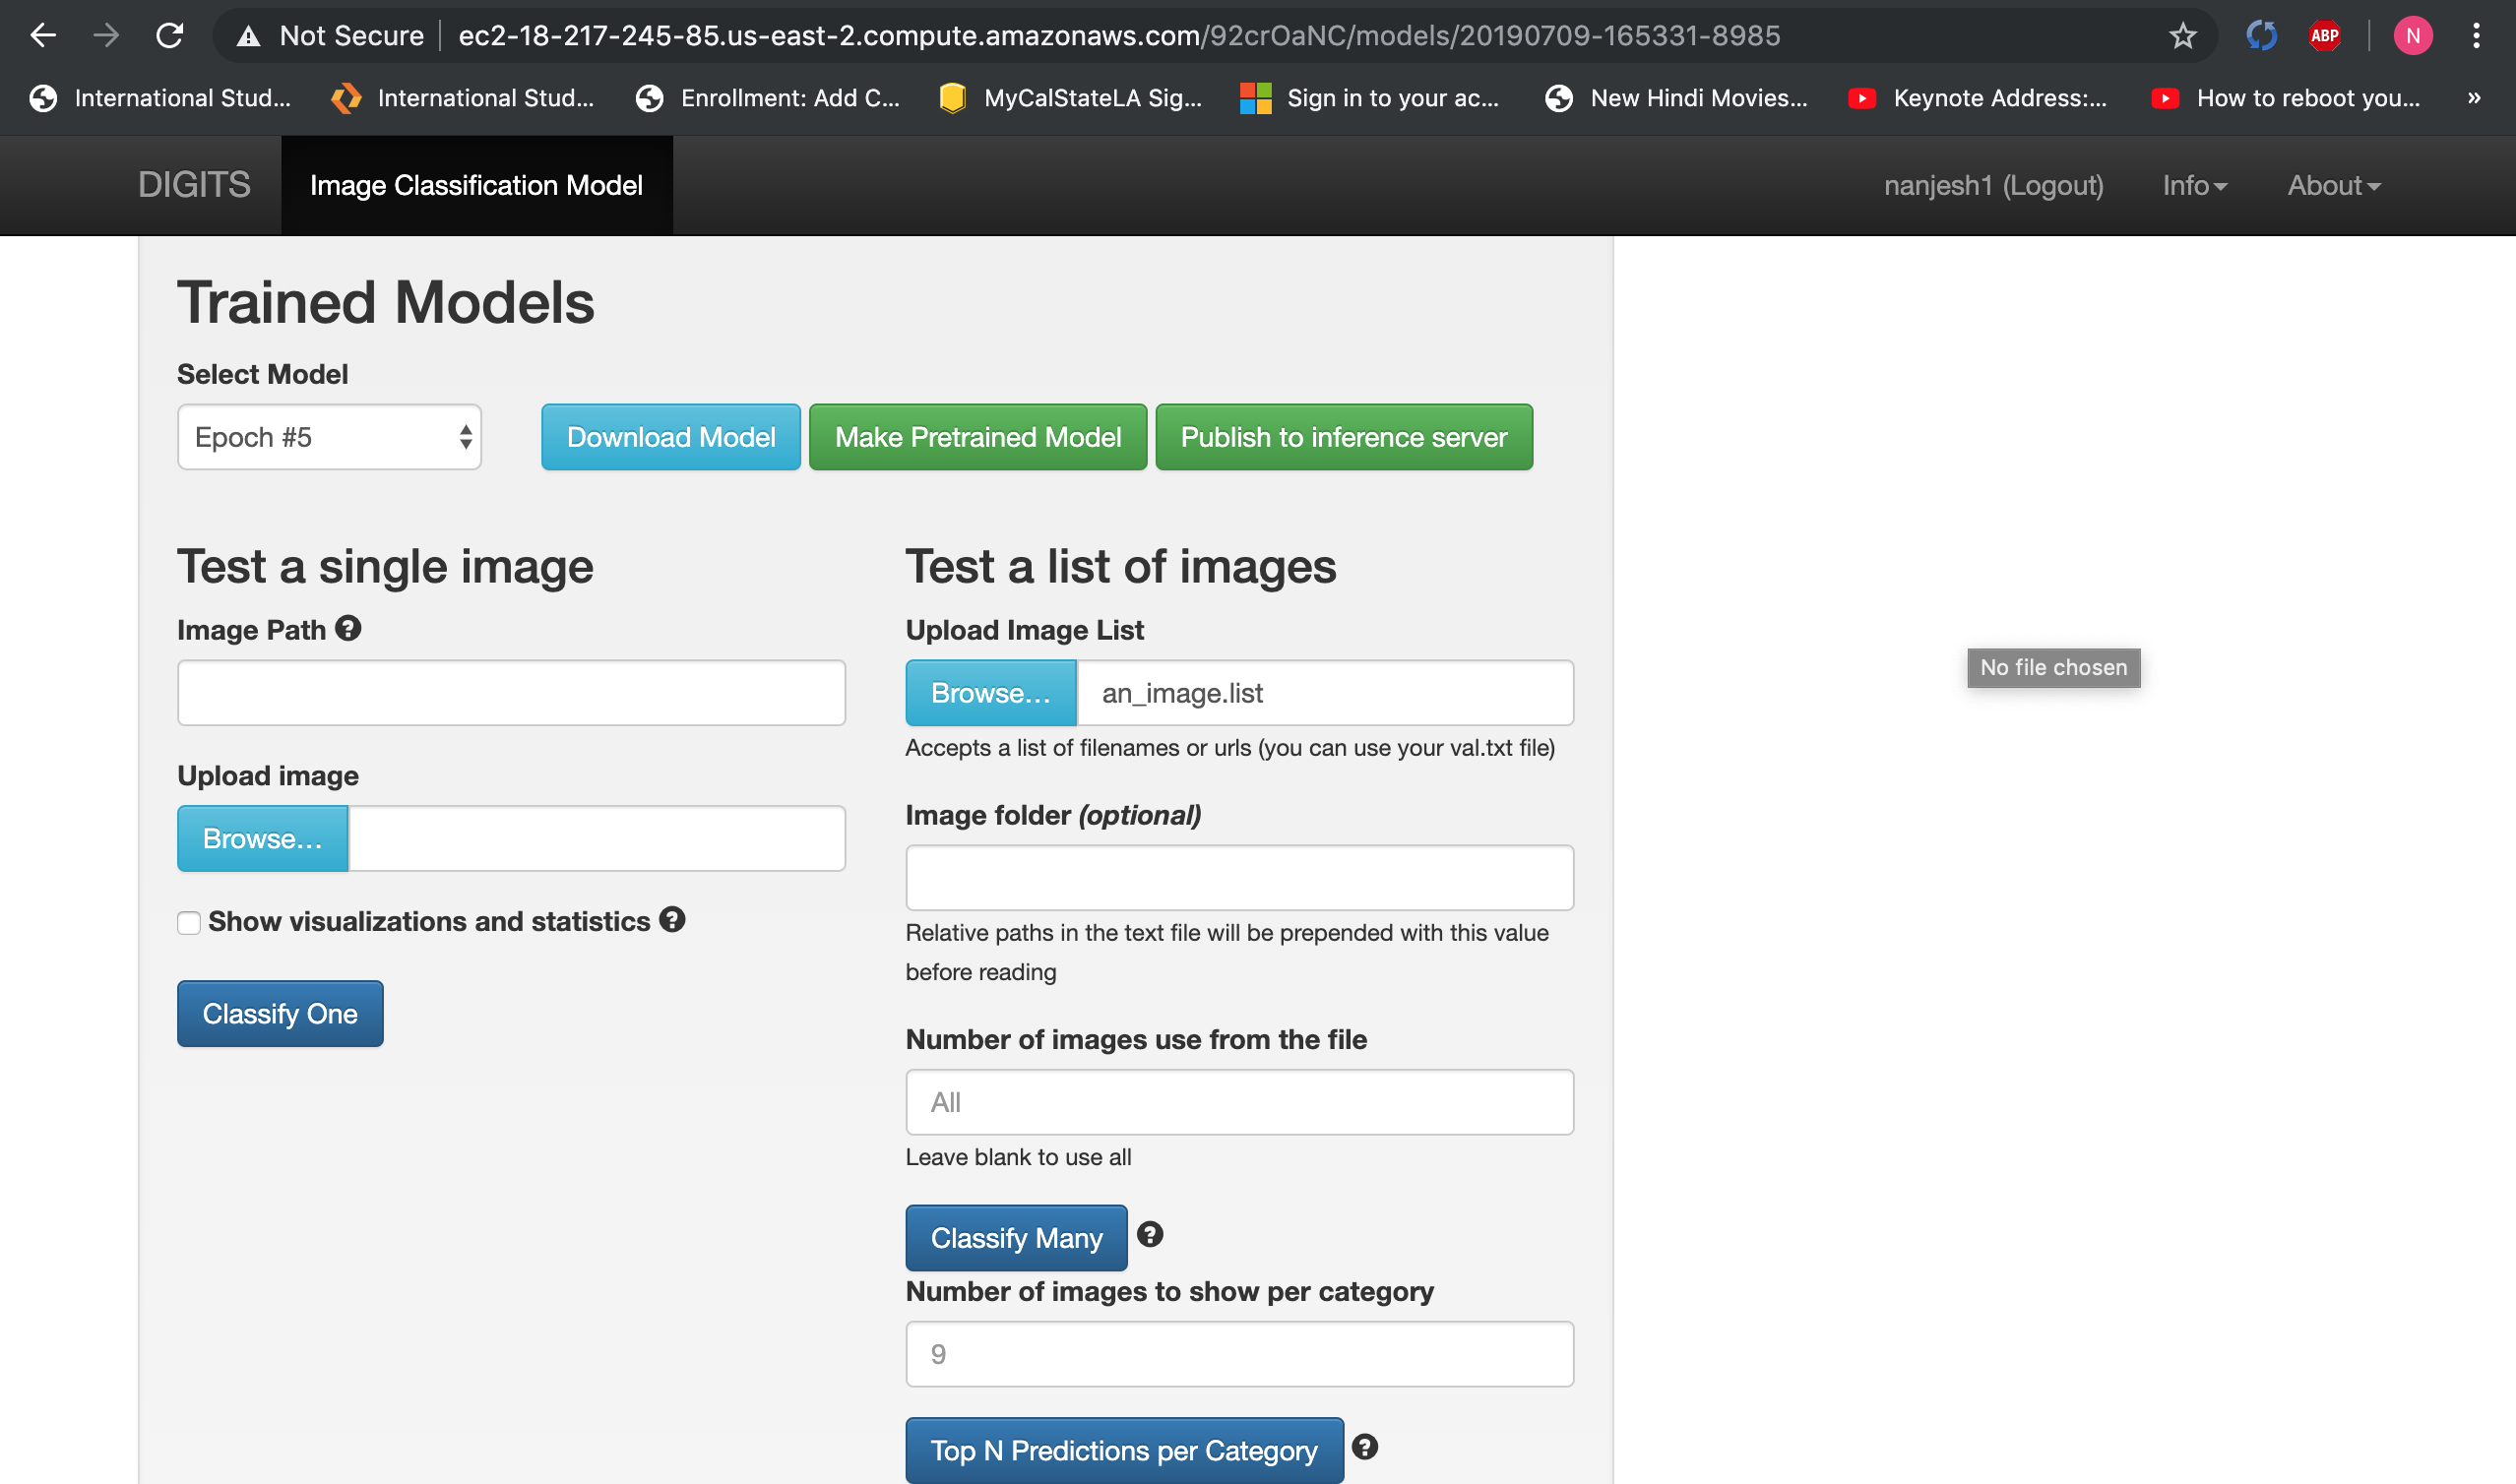 Not Secure ec2-18-217-245-85.us-east-2.compute.amazonaws.com/92crOaNC/models/20190709-165331-8985 ABP N
International Stud... International Stud... Enrollment: Add C... MyCalStateLA Sig... Sign in to your ac... New Hindi Movies... Keynote Address:... How to reboot you... »
DIGITS Image Classification Model nanjesh1 (Logout) Info About
Trained Models
Select Model
Epoch #5 Download Model Make Pretrained Model Publish to inference server
Test a single image
Image Path ?
Upload image
Browse...
Show visualizations and statistics ?
Classify One
Test a list of images
Upload Image List
Browse... an_image.list
Accepts a list of filenames or urls (you can use your val.txt file)
Image folder (optional)
Relative paths in the text file will be prepended with this value
before reading
Number of images use from the file
All
Leave blank to use all
Classify Many ?
Number of images to show per category
9
Top N Predictions per Category ?
No file chosen